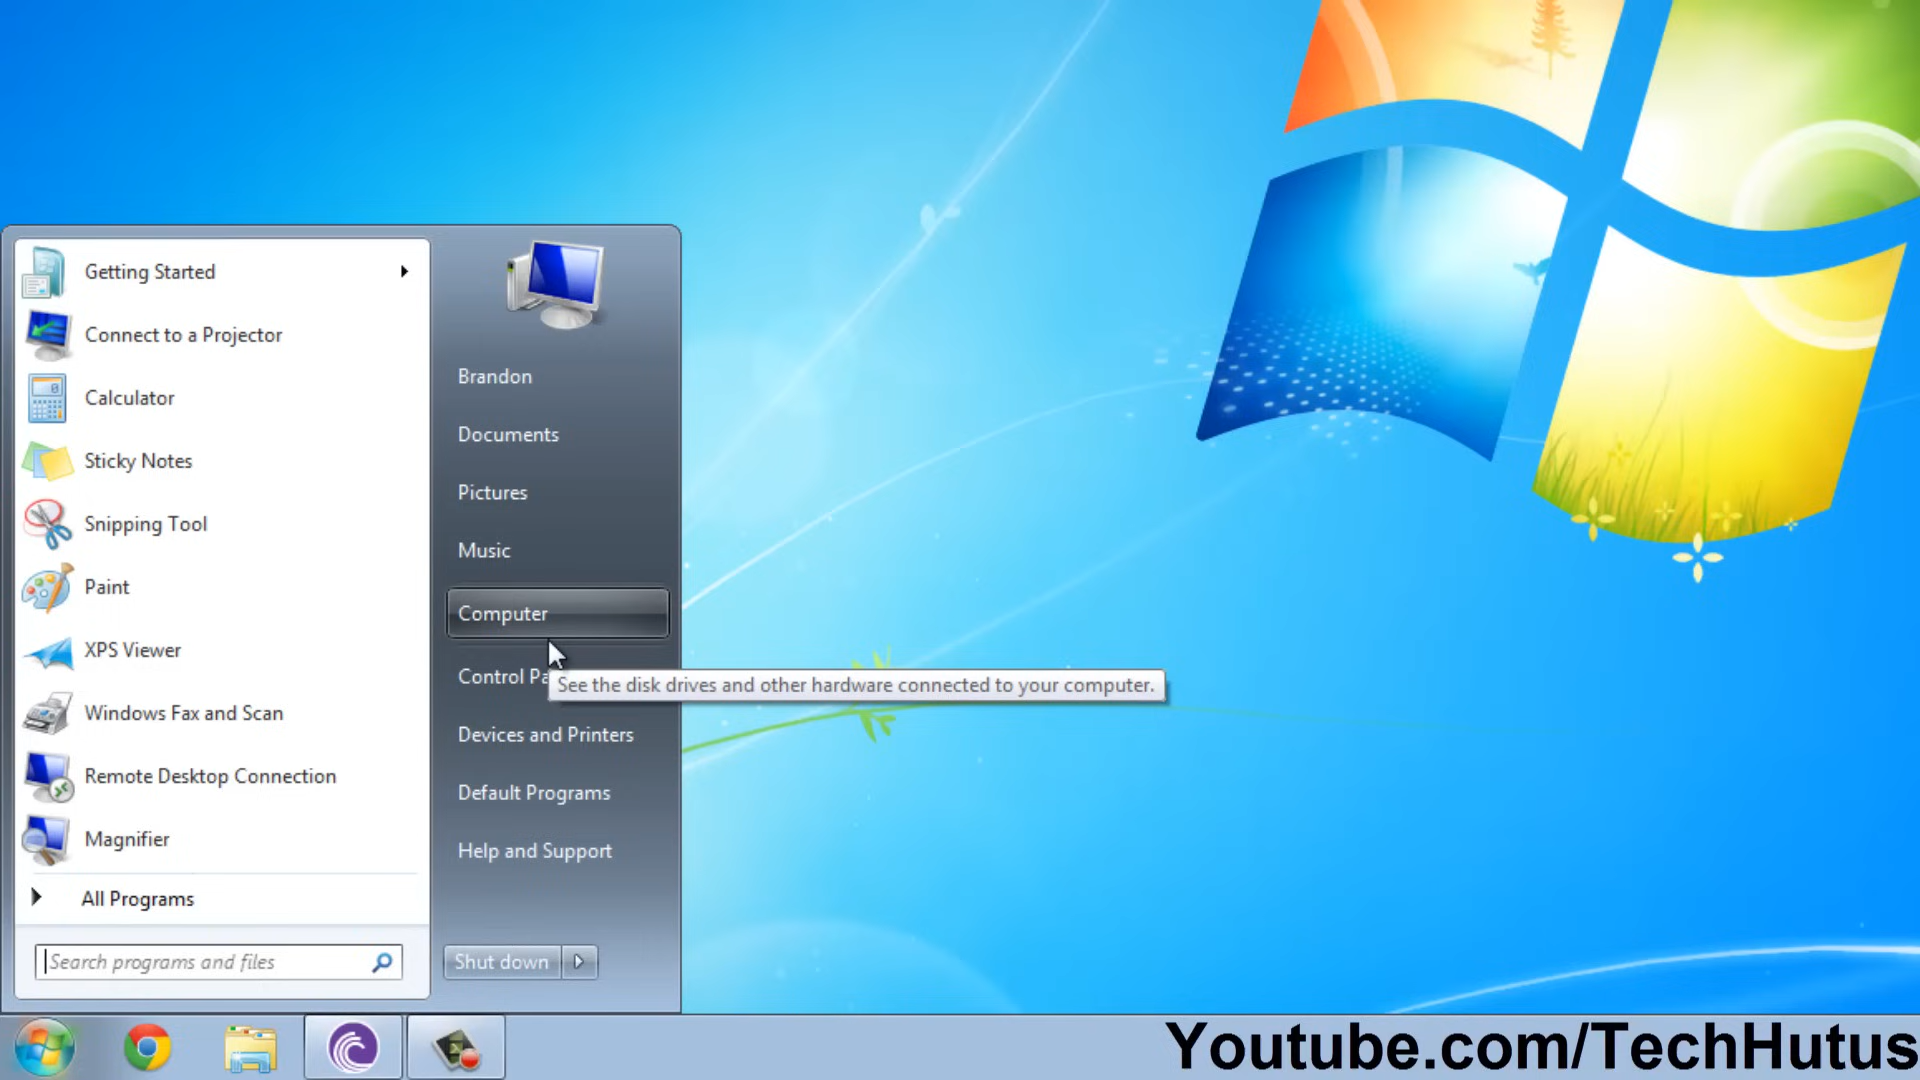 Getting Started
Connect to a Projector
Calculator
Sticky Notes
Snipping Tool
Paint
XPS Viewer
Windows Fax and Scan
Remote Desktop Connection
Magnifier
All Programs
Search programs and files
Brandon
Documents
Pictures
Music
Computer
Control Pa
See the disk drives and other hardware connected to your computer.
Devices and Printers
Default Programs
Help and Support
Shut down
Youtube.com/TechHutus